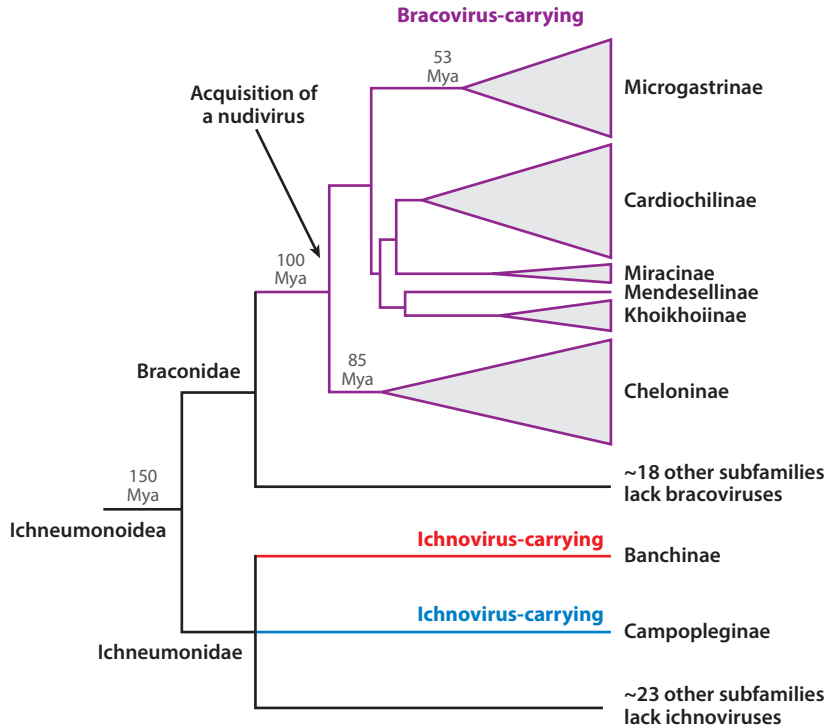 Bracovirus-carrying
53
Mya
Microgastrinae
Acquisition of
a nudivirus
Cardiochilinae
100
Mya
Miracinae
Mendesellinae
Khoikhoiinae
85
Mya
Braconidae
Cheloninae
150
Mya
~18 other subfamilies
lack bracoviruses
Ichneumonoidea
Ichnovirus-carrying
Banchinae
Ichnovirus-carrying
Campopleginae
Ichneumonidae
~23 other subfamilies
lack ichnoviruses